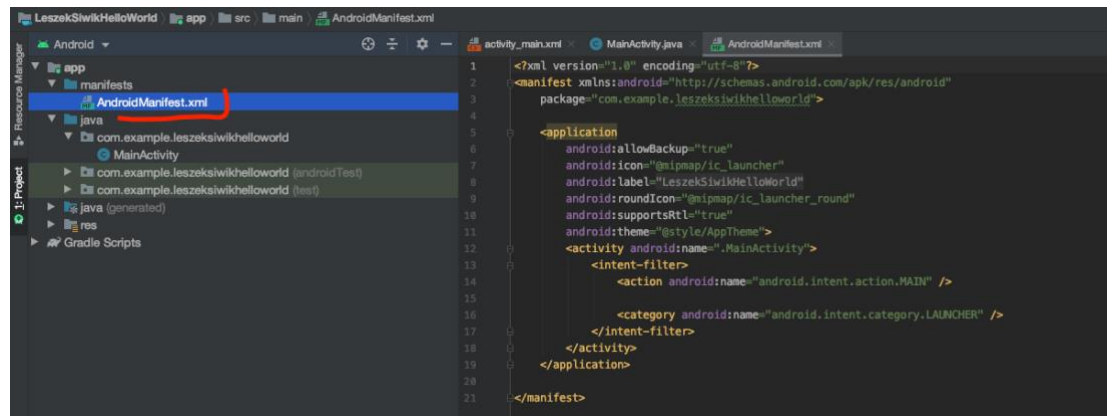 LeszekSiwikHelloWorld app src main AndroidManifest.xml
Android
activity_main.xml MainActivity.java AndroidManifest.xml
Resource Manager
1: Project
app
manifests
AndroidManifest.xml
java
com.example.leszeksiwikhelloworld
MainActivity
com.example.leszeksiwikhelloworld (androidTest)
com.example.leszeksiwikhelloworld (test)
java (generated)
res
Gradle Scripts
1 <?xml version="1.0" encoding="utf-8"?>
2 <manifest xmlns:android="http://schemas.android.com/apk/res/android"
3 package="com.example.leszeksiwikhelloworld">
4
5 <application
6 android:allowBackup="true"
7 android:icon="@mipmap/ic_launcher"
8 android:label="LeszekSiwikHelloWorld"
9 android:roundIcon="@mipmap/ic_launcher_round"
10 android:supportsRtl="true"
11 android:theme="@style/AppTheme">
12 <activity android:name=".MainActivity">
13 <intent-filter>
14 <action android:name="android.intent.action.MAIN" />
15
16 <category android:name="android.intent.category.LAUNCHER" />
17 </intent-filter>
18 </activity>
19 </application>
20
21 </manifest>